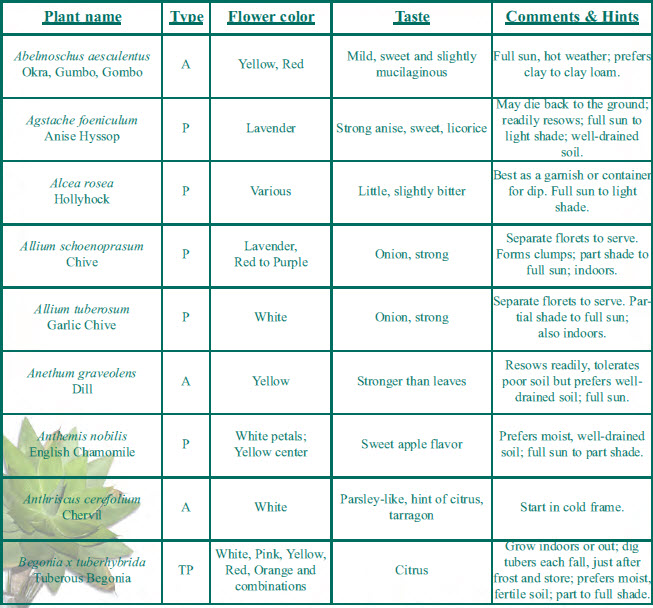 Plant name Type Flower color Taste Comments & Hints
Abelmoschus aesculentus
Okra, Gumbo, Gombo
A
Yellow, Red
Mild, sweet and slightly
mucilaginous
Full sun, hot weather; prefers
clay to clay loam.
Agstache foeniculum
Anise Hyssop
P
Lavender
Strong anise, sweet, licorice
May die back to the ground;
readily resows; full sun to
light shade; well-drained
soil.
Alcea rosea
Hollyhock
P
Various
Little, slightly bitter
Best as a garnish or container
for dip. Full sun to light
shade.
Allium schoenoprasum
Chive
P
Lavender,
Red to Purple
Onion, strong
Separate florets to serve.
Forms clumps; part shade to
full sun; indoors.
Allium tuberosum
Garlic Chive
P
White
Onion, strong
Separate florets to serve. Par-
tial shade to full sun;
also indoors.
Anethum graveolens
Dill
A
Yellow
Stronger than leaves
Resows readily, tolerates
poor soil but prefers well-
drained soil; full sun.
Anthemis nobilis
English Chamomile
P
White petals;
Yellow center
Sweet apple flavor
Prefers moist, well-drained
soil; full sun to part shade.
Anthriscus cerefolium
Chervil
A
White
Parsley-like, hint of citrus,
tarragon
Start in cold frame.
Begonia x tuberhybrida
Tuberous Begonia
TP
White, Pink, Yellow,
Red, Orange and
combinations
Citrus
Grow indoors or out; dig
tubers each fall, just after
frost and store; prefers moist,
fertile soil; part to full shade.